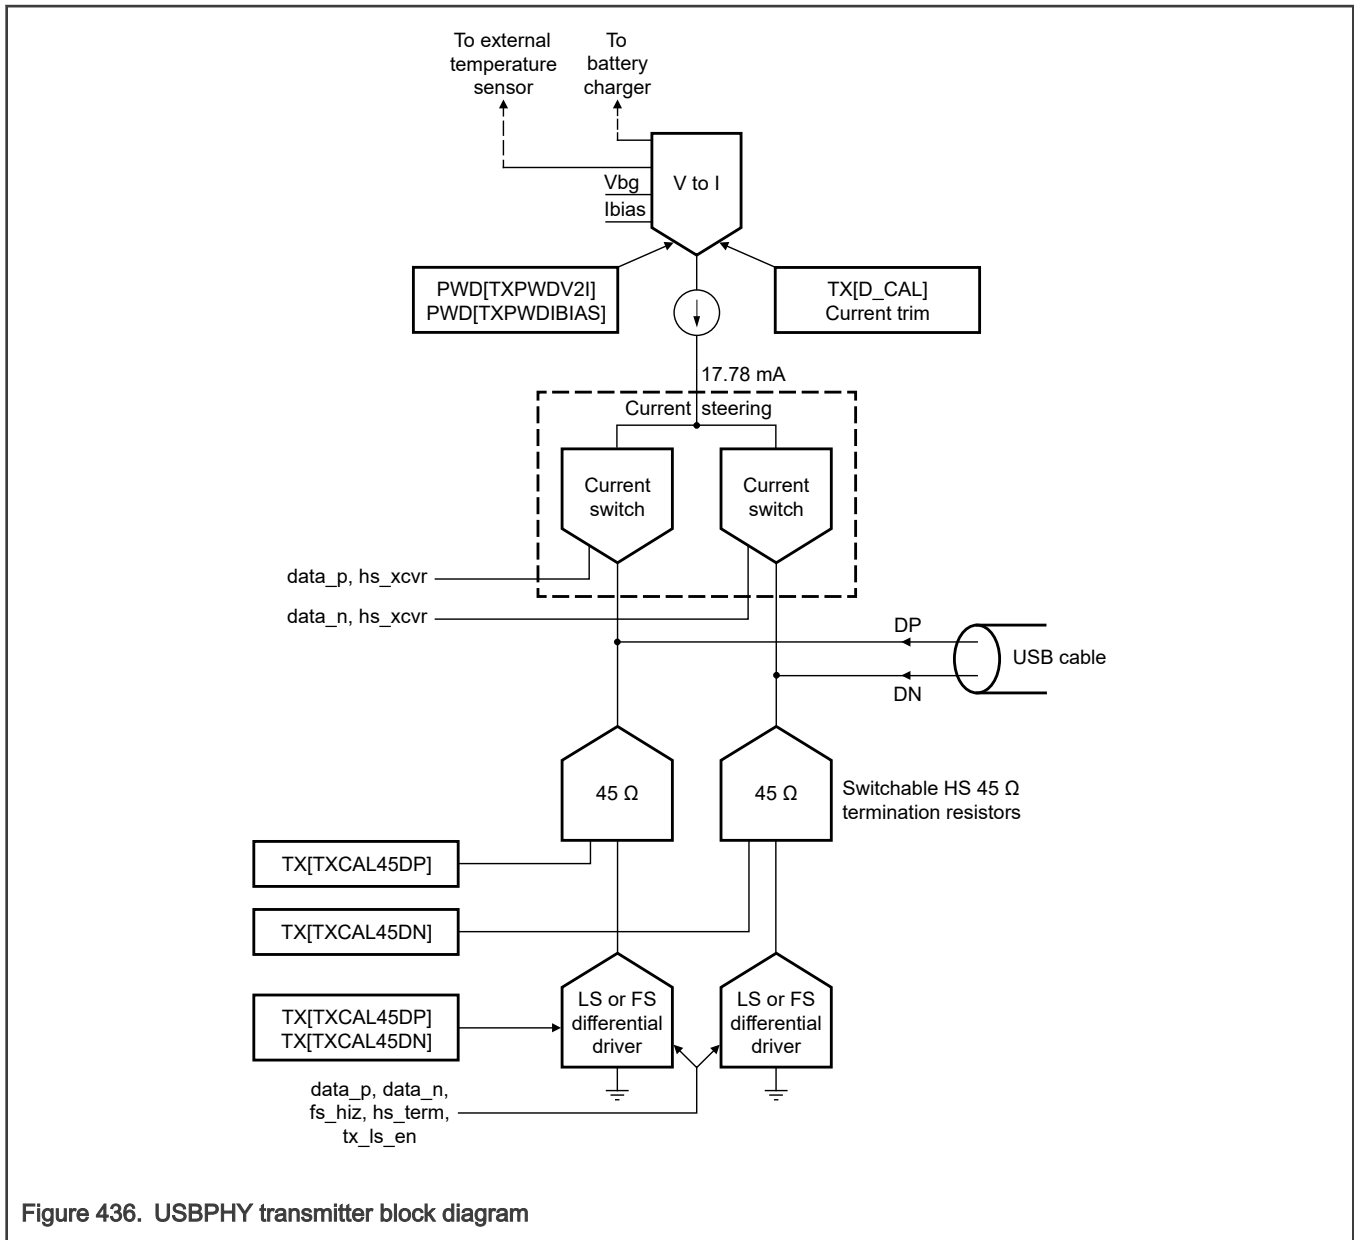 To external
temperature
sensor
To
battery
charger
Vbg
Ibias
V to I
PWD[TXPWDV2I]
PWD[TXPWDIBIAS]
TX[D_CAL]
Current trim
17.78 mA
Current steering
Current
switch
Current
switch
data_p, hs_xcvr
data_n, hs_xcvr
DP
DN
USB cable
45 Ω
45 Ω
Switchable HS 45 Ω
termination resistors
TX[TXCAL45DP]
TX[TXCAL45DN]
TX[TXCAL45DP]
TX[TXCAL45DN]
LS or FS
differential
driver
LS or FS
differential
driver
data_p, data_n,
fs_hiz, hs_term,
tx_ls_en
Figure 436. USBPHY transmitter block diagram